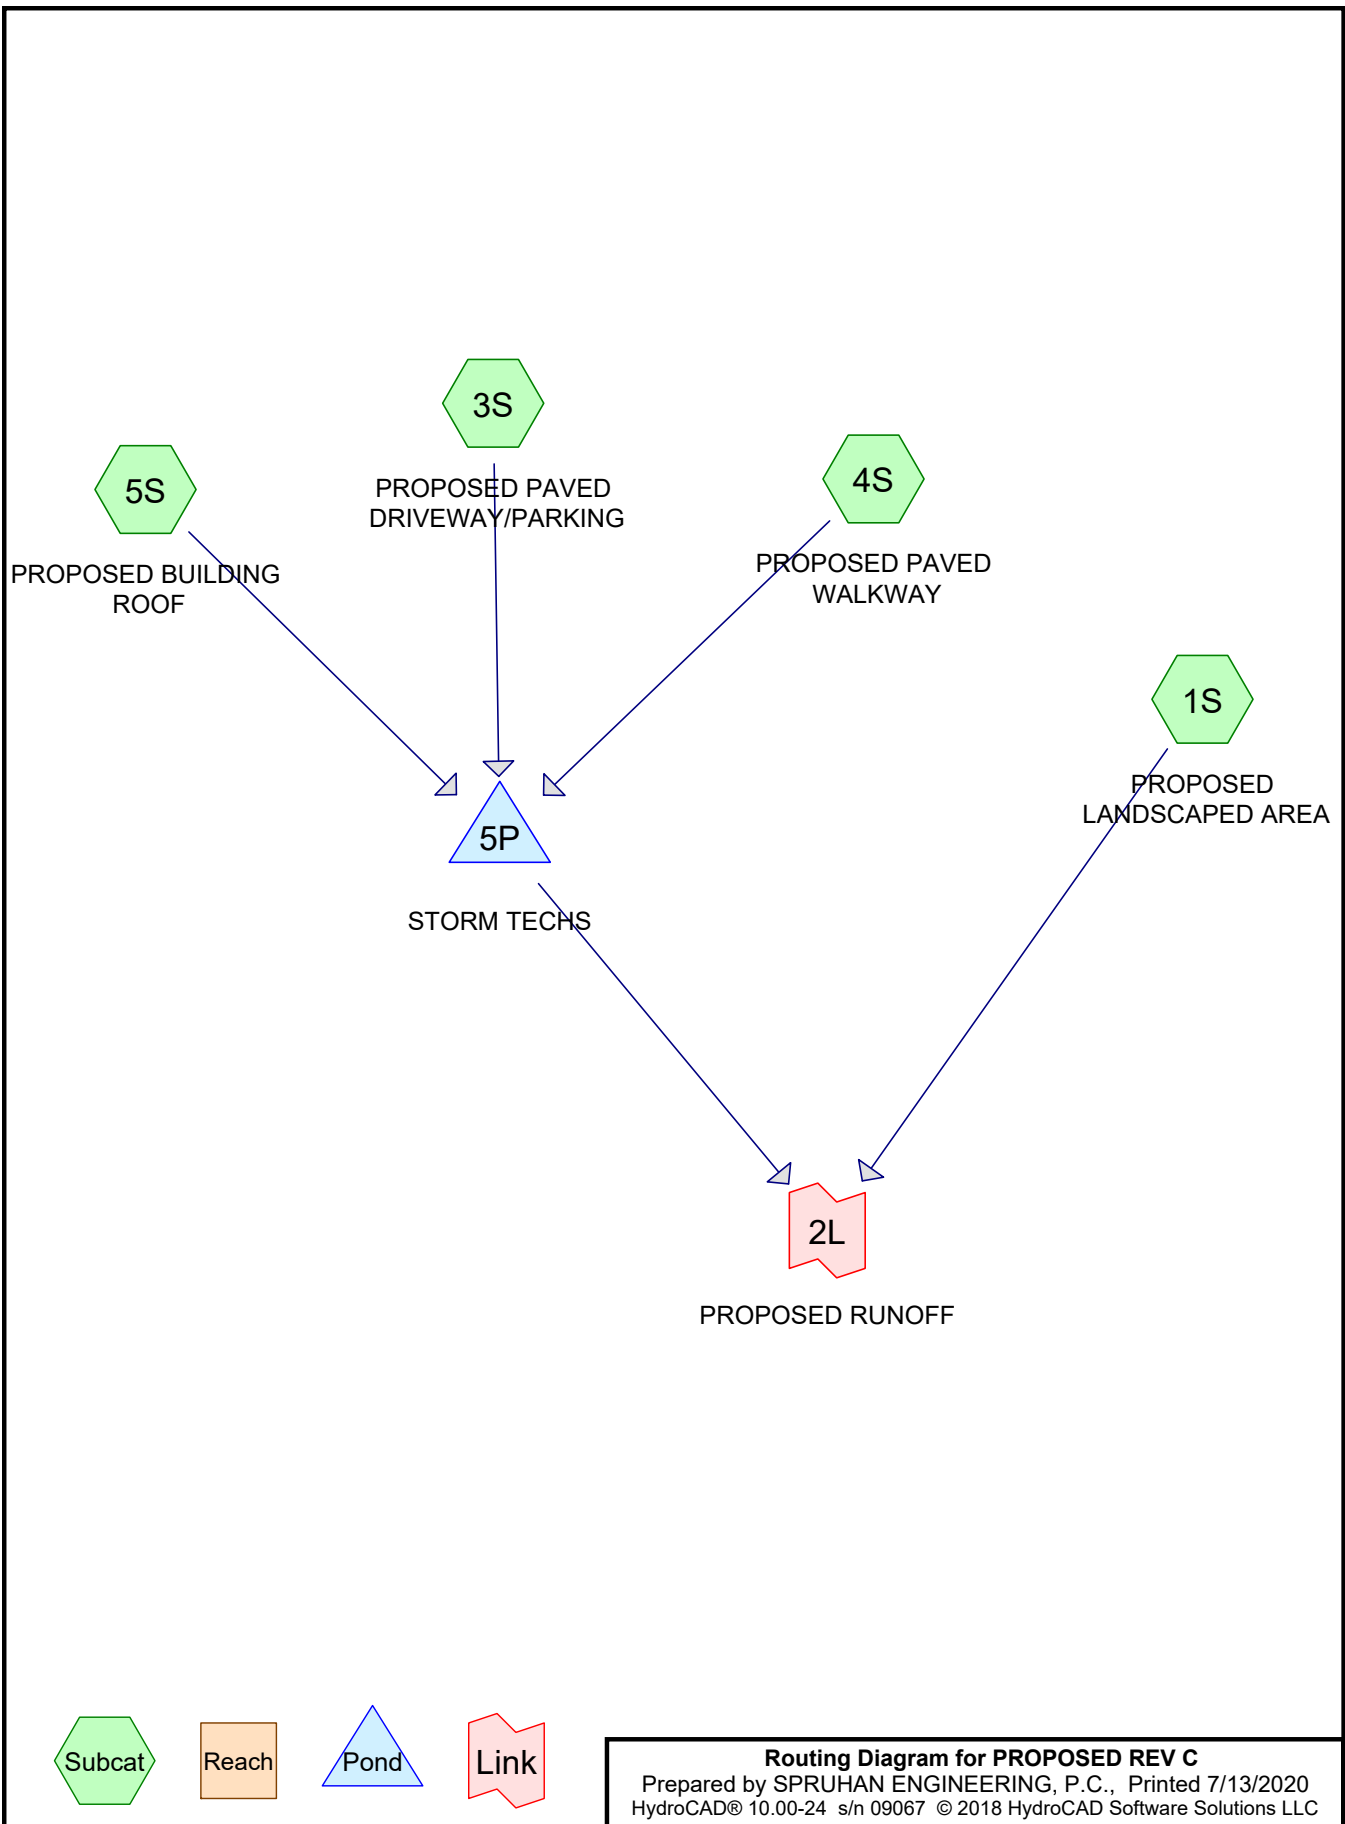 3S
PROPOSED PAVED
DRIVEWAY/PARKING
5S
PROPOSED BUILDING
ROOF
4S
PROPOSED PAVED
WALKWAY
1S
PROPOSED
LANDSCAPED AREA
5P
STORM TECHS
2L
PROPOSED RUNOFF
Subcat
Reach
Pond
Link
Routing Diagram for PROPOSED REV C
Prepared by SPRUHAN ENGINEERING, P.C., Printed 7/13/2020
HydroCAD® 10.00-24 s/n 09067 © 2018 HydroCAD Software Solutions LLC